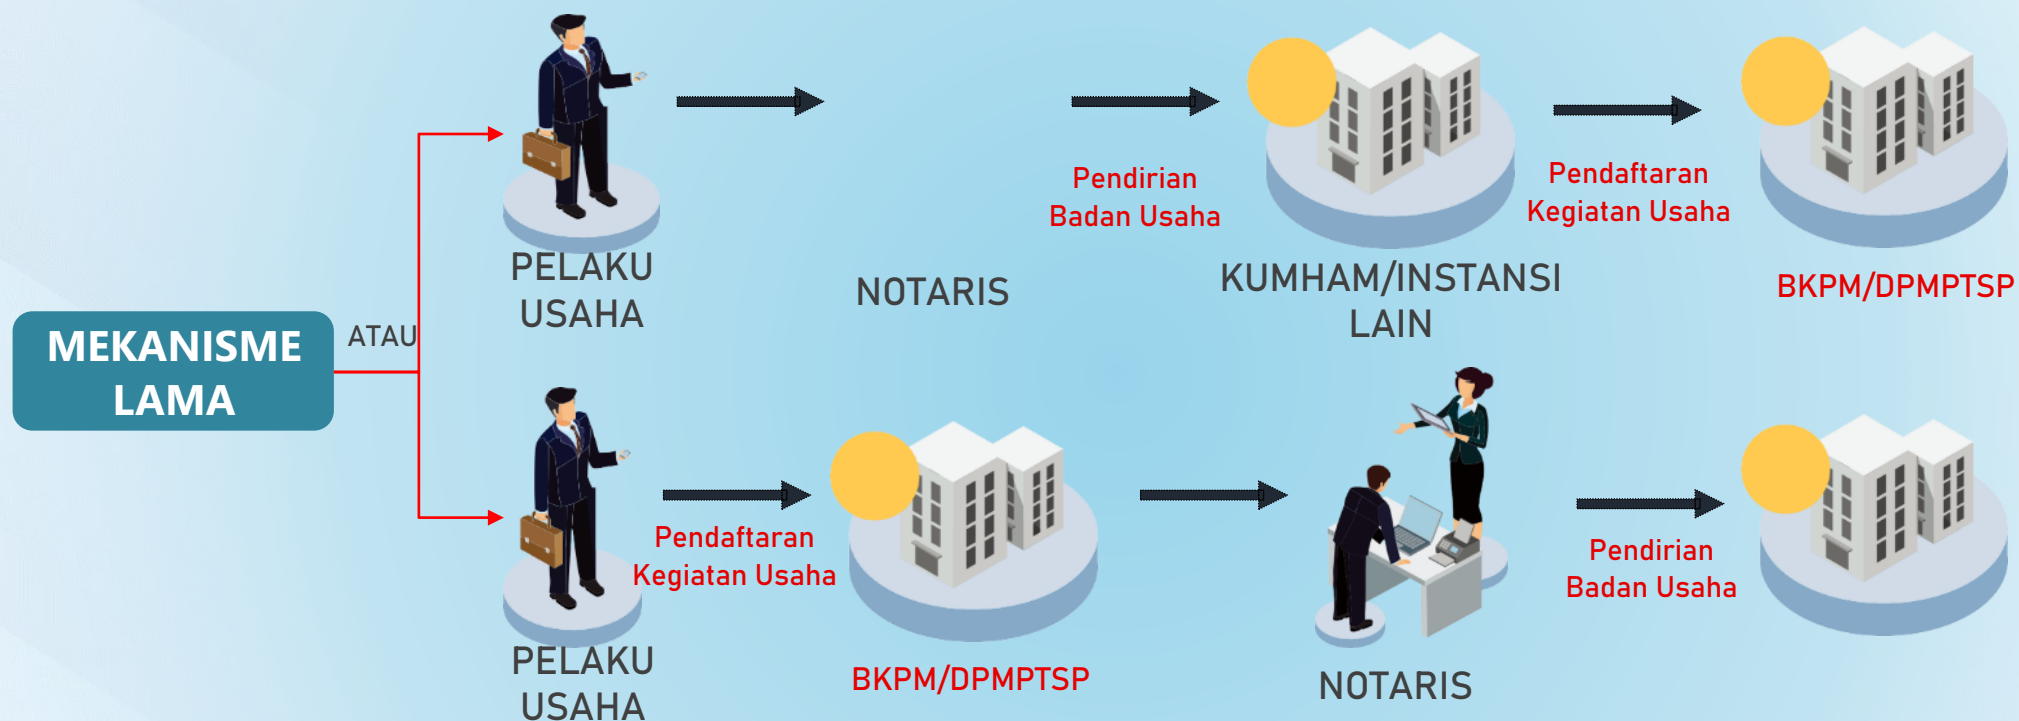 MEKANISME
LAMA
ATAU
PELAKU
USAHA
NOTARIS
Pendirian
Badan Usaha
KUMHAM/INSTANSI
LAIN
Pendaftaran
Kegiatan Usaha
BKPM/DPMPTSP
PELAKU
USAHA
Pendaftaran
Kegiatan Usaha
BKPM/DPMPTSP
NOTARIS
Pendirian
Badan Usaha